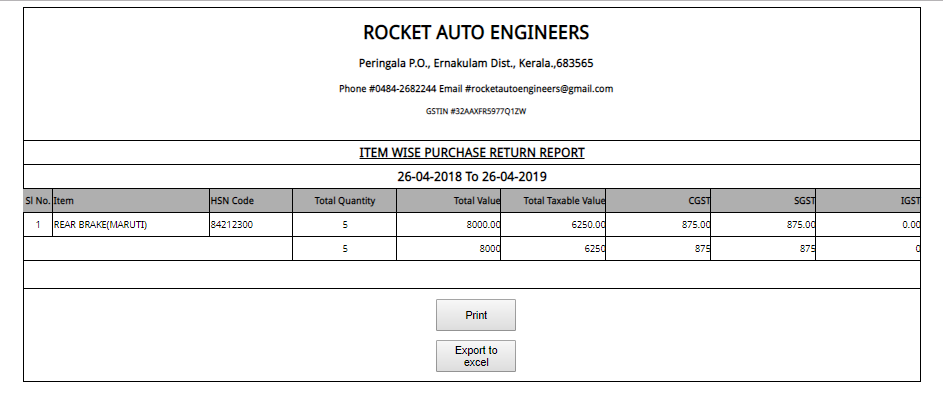 ROCKET AUTO ENGINEERS
Peringala P.O., Ernakulam Dist., Kerala.,683565
Phone #0484-2682244 Email #rocketautoengineers@gmail.com
GSTIN #32AAXFR5977Q1ZW
ITEM WISE PURCHASE RETURN REPORT
26-04-2018 To 26-04-2019
Sl No. Item HSN Code Total Quantity Total Value Total Taxable Value CGST SGST IGST
1 REAR BRAKE(MARUTI) 84212300 5 8000.00 6250.00 875.00 875.00 0.00
5 8000 6250 875 875 0
Print
Export to
excel